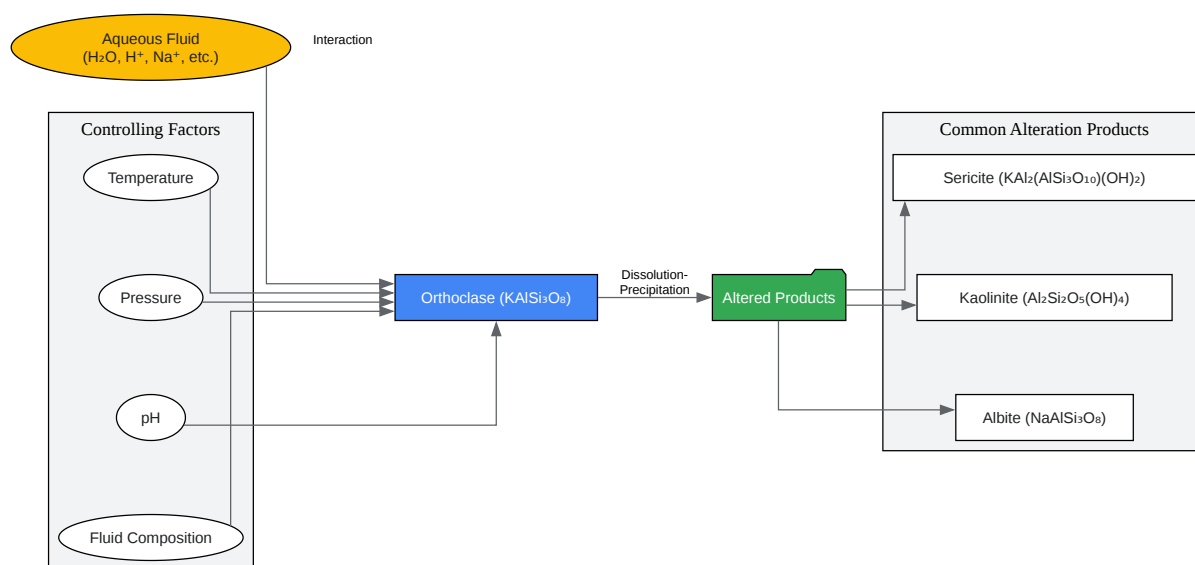 Aqueous Fluid
(H₂O, H⁺, Na⁺, etc.)
Interaction
Controlling Factors
Temperature
Pressure
pH
Fluid Composition
Orthoclase (KAlSi₃O₈)
Dissolution-
Precipitation
Altered Products
Common Alteration Products
Sericite (KAl₂(AlSi₃O₁₀)(OH)₂)
Kaolinite (Al₂Si₂O₅(OH)₄)
Albite (NaAlSi₃O₈)